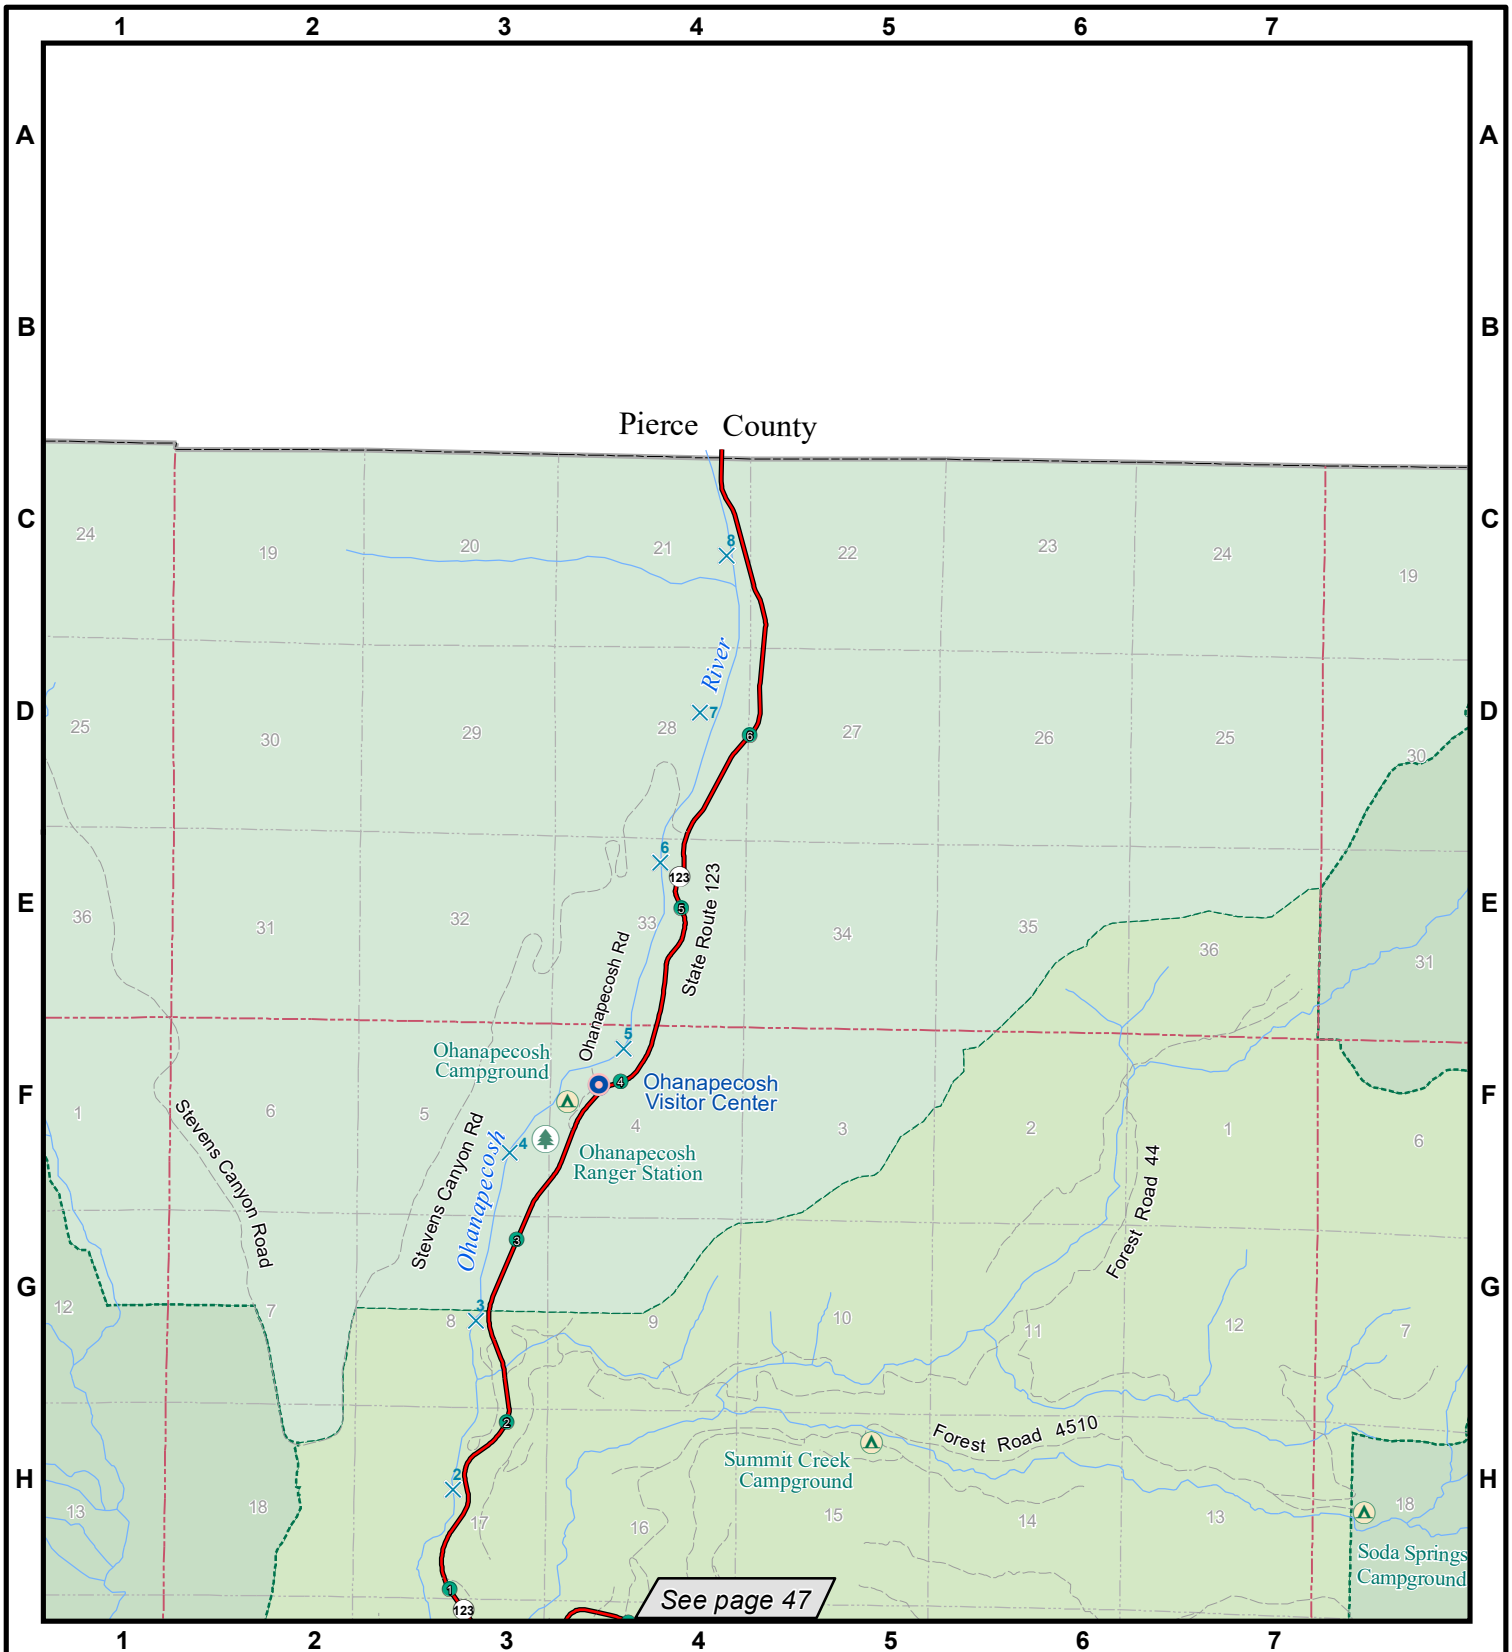 1 2 3 4 5 6 7
A A
B B
Pierce County
C C
8
24 19 20 21 22 23 24 19
River
D D
7
6
25 30 29 28 27 26 25 30
6
123
5
State Route 123
E E
36 31 32 33 34 35 36 31
Ohanapecosh Rd
5
Ohanapecosh
Campground
4
Ohanapecosh
Visitor Center
F F
1 6 5 4 3 2 1 6
Stevens Canyon Road
Stevens Canyon Rd
4
Ohanapecosh
Ohanapecosh
Ranger Station
Forest Road 44
3
G G
3
12 7 8 9 10 11 12 7
2
Forest Road 4510
Summit Creek
Campground
H H
2
13 18 17 16 15 14 13 18
Soda Springs
Campground
1
123
See page 47
1 2 3 4 5 6 7